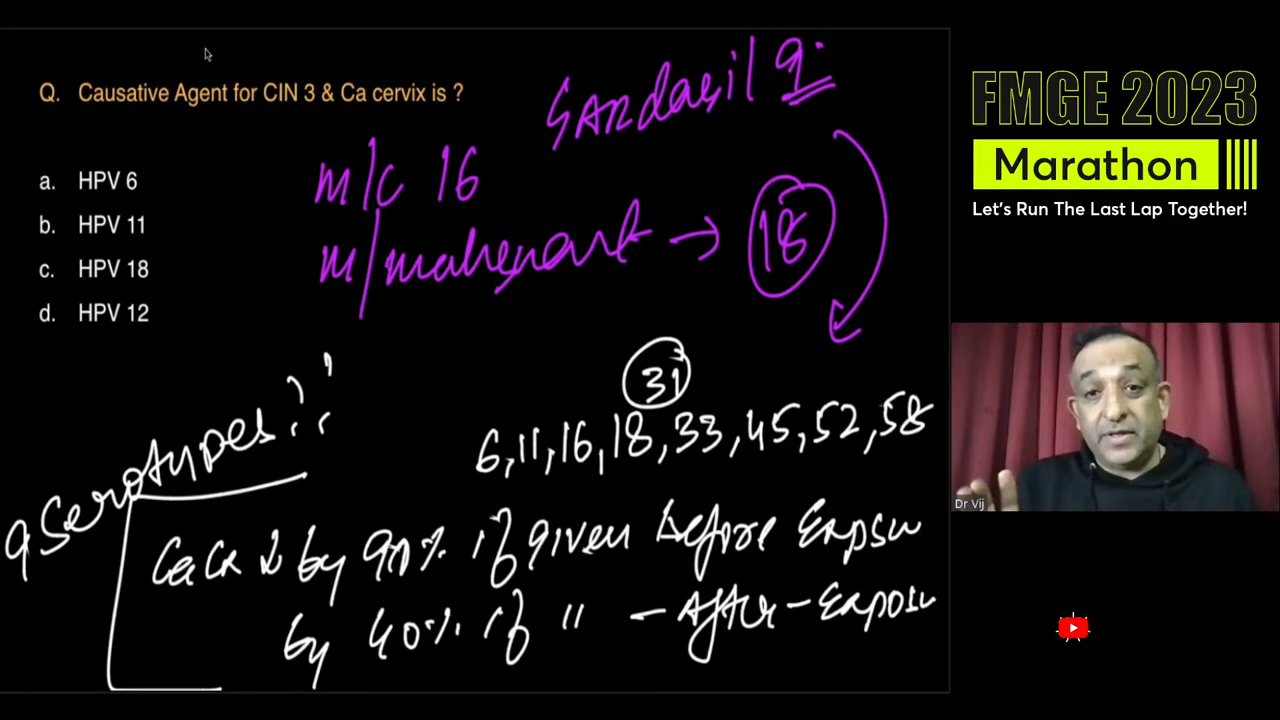 Q. Causative Agent for CIN 3 & Ca cervix is ?
GARdasil 9
a. HPV 6
m/c 16
b. HPV 11
m/malignant → 18
c. HPV 18
d. HPV 12
31
6,11,16,18,33,45,52,58
9 Serotypes??
CaCx ↓ by 90% if given before Exposu
by 40% if " - After - Exposu
FMGE 2023
Marathon
Let's Run The Last Lap Together!
Dr Vij